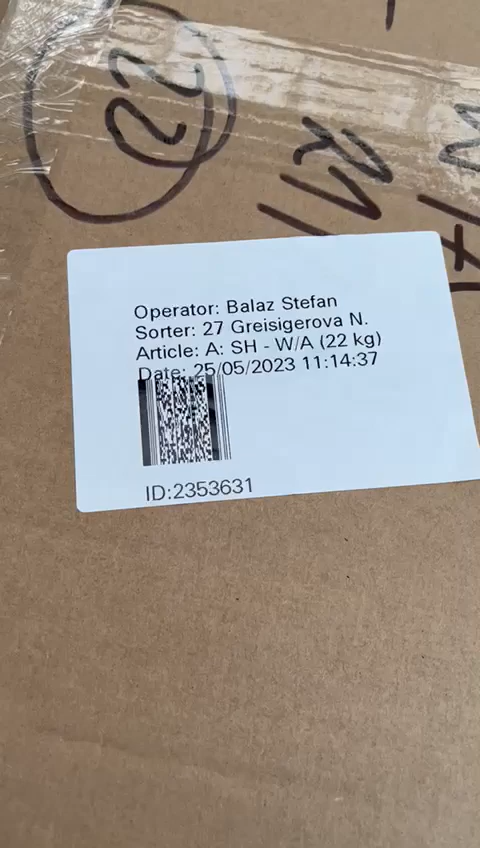 22
Operator: Balaz Stefan
Sorter: 27 Greisigerova N.
Article: A: SH - W/A (22 kg)
Date: 25/05/2023 11:14:37
ID:2353631